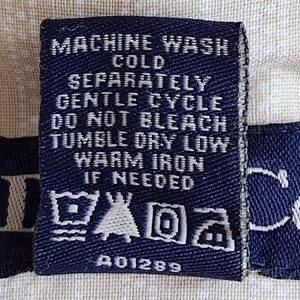 MACHINE WASH
COLD
SEPARATELY
GENTLE CYCLE
DO NOT BLEACH
TUMBLE DRY LOW
WARM IRON
IF NEEDED
A01289